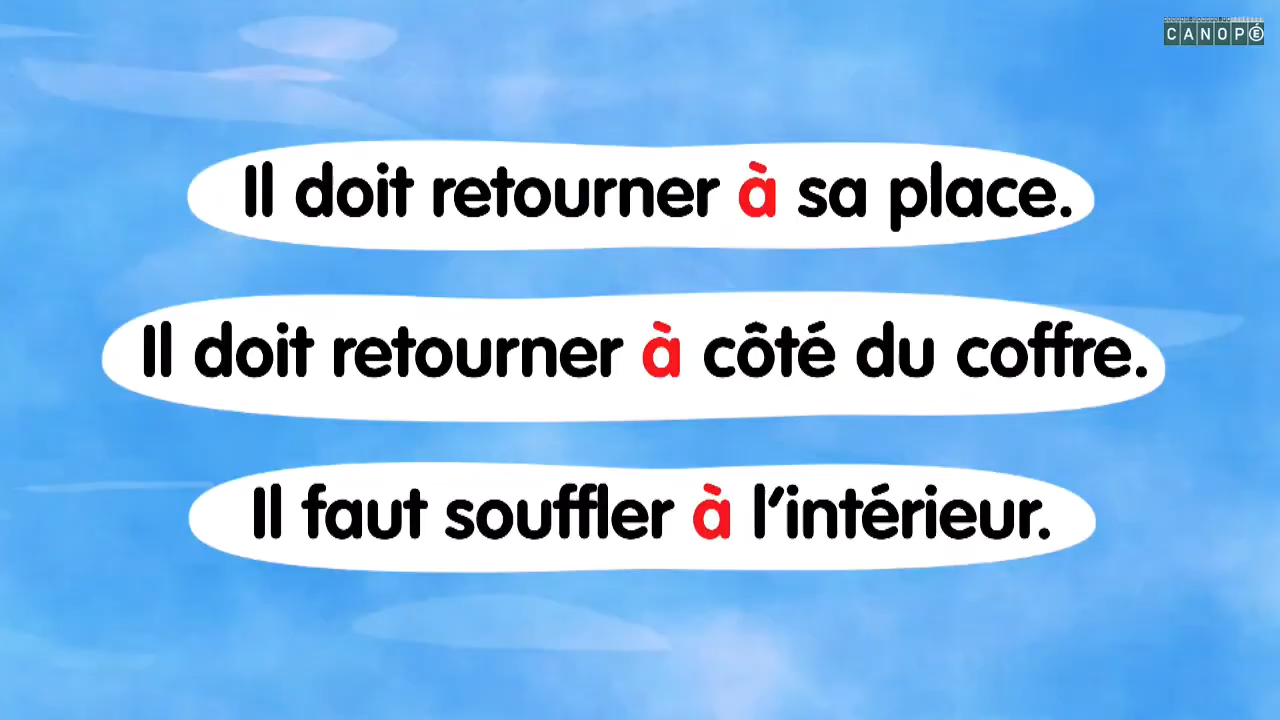 CANOPÉ
Il doit retourner à sa place.
Il doit retourner à côté du coffre.
Il faut souffler à l'intérieur.